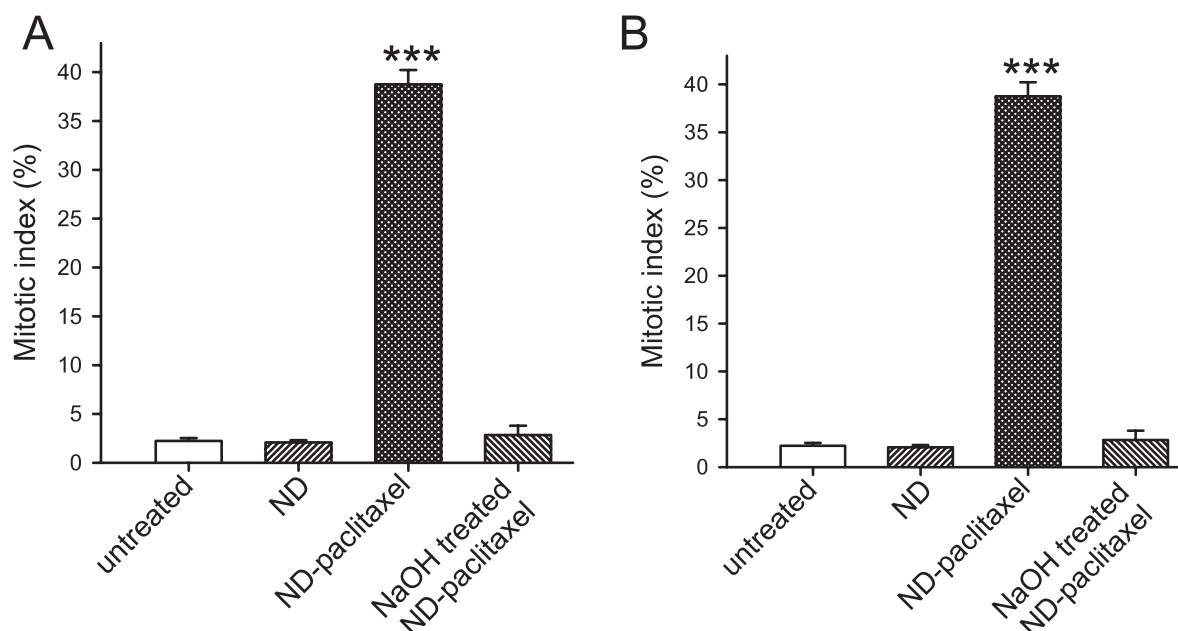 A
***
Mitotic index (%)
40
35
30
25
20
15
10
5
0
untreated
ND
ND-paclitaxel
NaOH treated
ND-paclitaxel
B
***
Mitotic index (%)
40
35
30
25
20
15
10
5
0
untreated
ND
ND-paclitaxel
NaOH treated
ND-paclitaxel